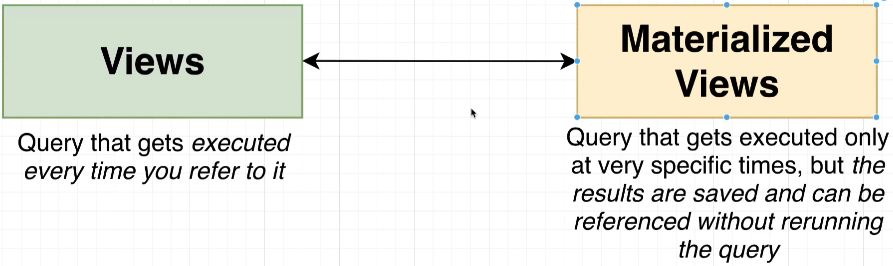 Views
Query that gets executed
every time you refer to it
Materialized
Views
Query that gets executed only
at very specific times, but the
results are saved and can be
referenced without rerunning
the query